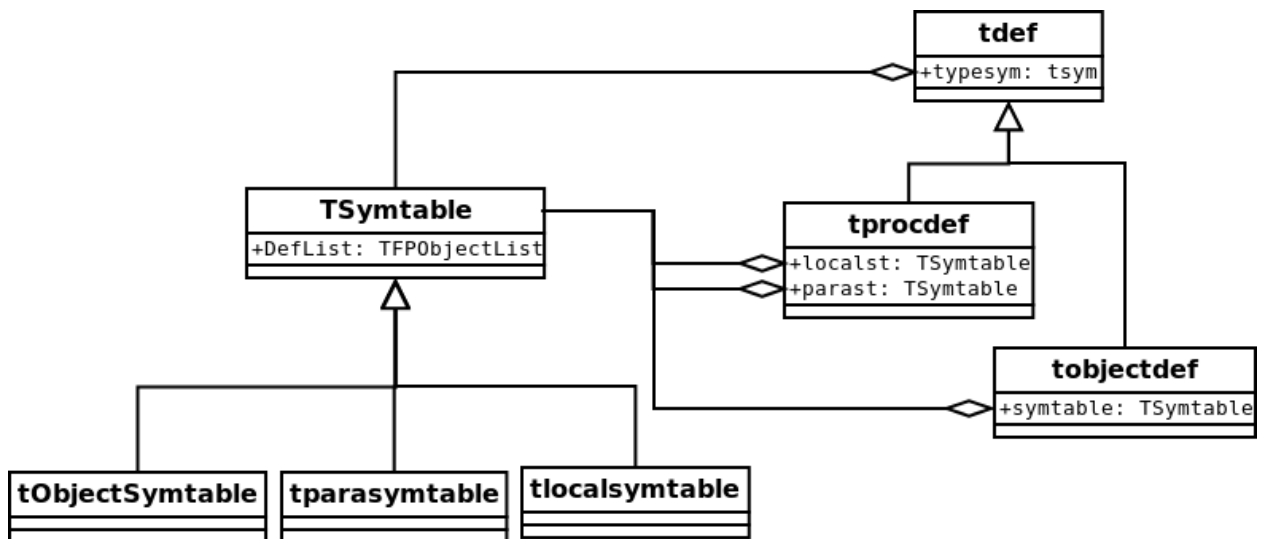 tdef
+typesym: tsym
TSymtable
+DefList: TFPObjectList
tprocdef
+localst: TSymtable
+parast: TSymtable
tobjectdef
+symtable: TSymtable
tObjectSymtable
tparasymtable
tlocalsymtable